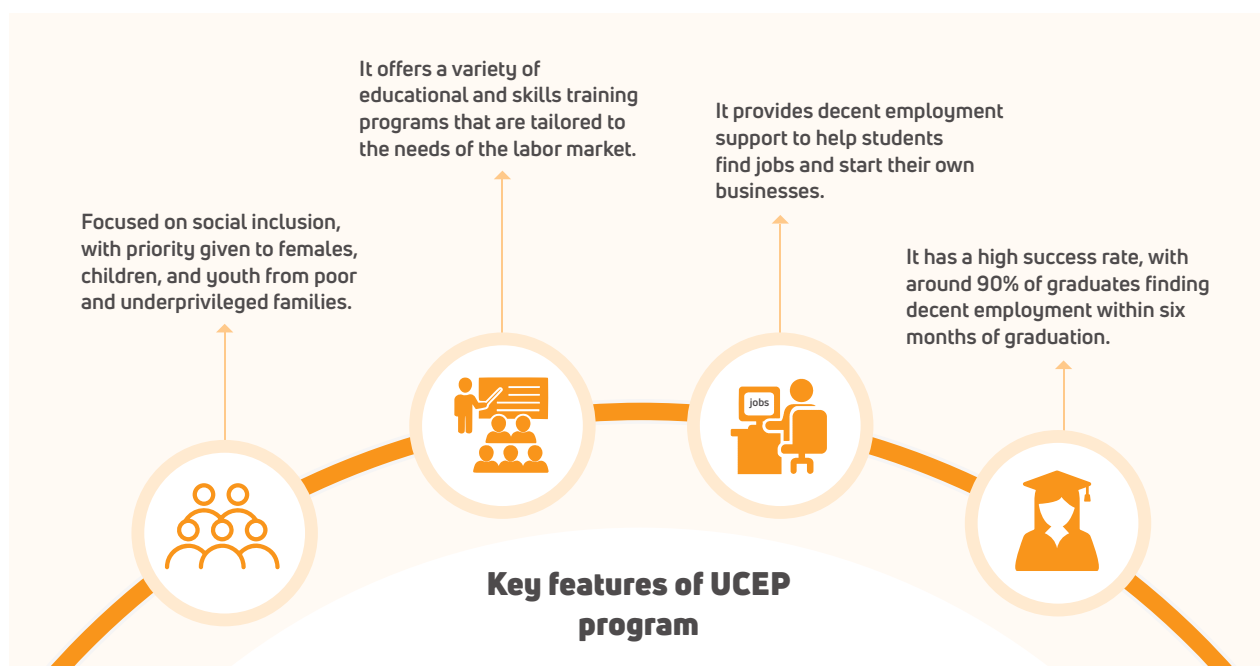 Focused on social inclusion,
with priority given to females,
children, and youth from poor
and underprivileged families.
It offers a variety of
educational and skills training
programs that are tailored to
the needs of the labor market.
It provides decent employment
support to help students
find jobs and start their own
businesses.
It has a high success rate, with
around 90% of graduates finding
decent employment within six
months of graduation.
jobs
Key features of UCEP
program